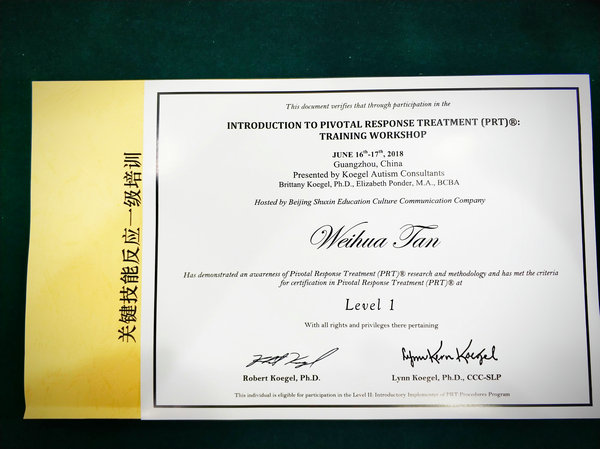 关键技能反应一级培训
This document verifies that through participation in the
INTRODUCTION TO PIVOTAL RESPONSE TREATMENT (PRT)®:
TRAINING WORKSHOP
JUNE 16th-17th, 2018
Guangzhou, China
Presented by Koegel Autism Consultants
Brittany Koegel, Ph.D., Elizabeth Ponder, M.A., BCBA
Hosted by Beijing Shuxin Education Culture Communication Company
Weihua Tan
Has demonstrated an awareness of Pivotal Response Treatment (PRT)® research and methodology and has met the criteria
for certification in Pivotal Response Treatment (PRT)® at
Level 1
With all rights and privileges there pertaining
Lynn Kern Koegel
Robert Koegel, Ph.D.
Lynn Koegel, Ph.D., CCC-SLP
This individual is eligible for participation in the Level II: Introductory Implementer of PRT Procedures Program